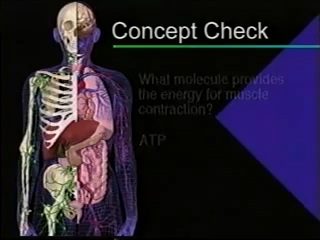 Concept Check
What molecule provides
the energy for muscle
contraction?
ATP